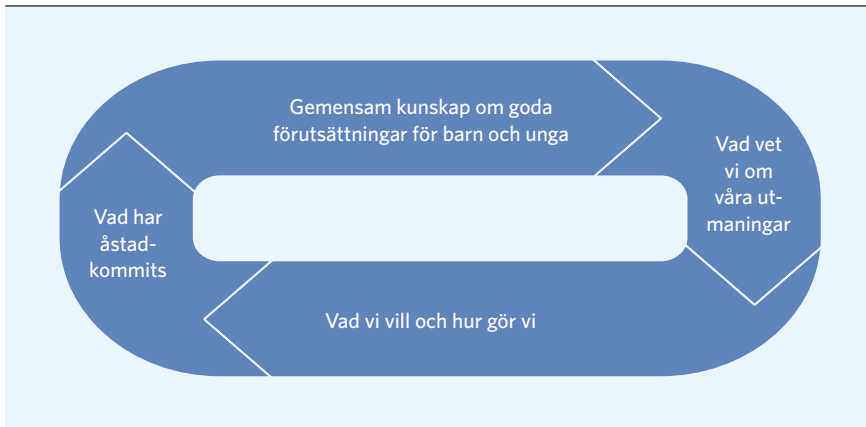 Gemensam kunskap om goda
förutsättningar för barn och unga
Vad vet
vi om
våra ut-
maningar
Vad vi vill och hur gör vi
Vad har
åstad-
kommits